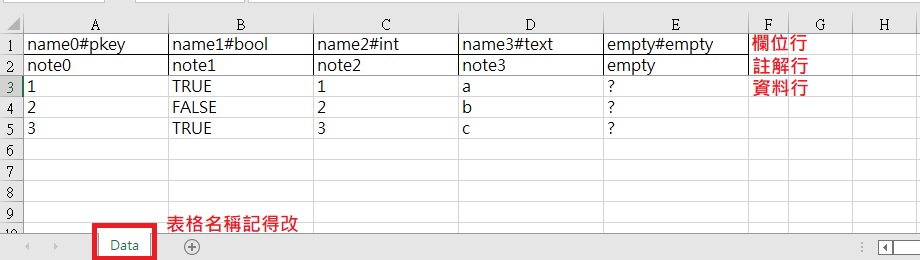 A B C D E F G H
1 name0#pkey name1#bool name2#int name3#text empty#empty 欄位行
2 note0 note1 note2 note3 empty 註解行
3 1 TRUE 1 a ? 資料行
4 2 FALSE 2 b ?
5 3 TRUE 3 c ?
6
7
8
9
表格名稱記得改
Data